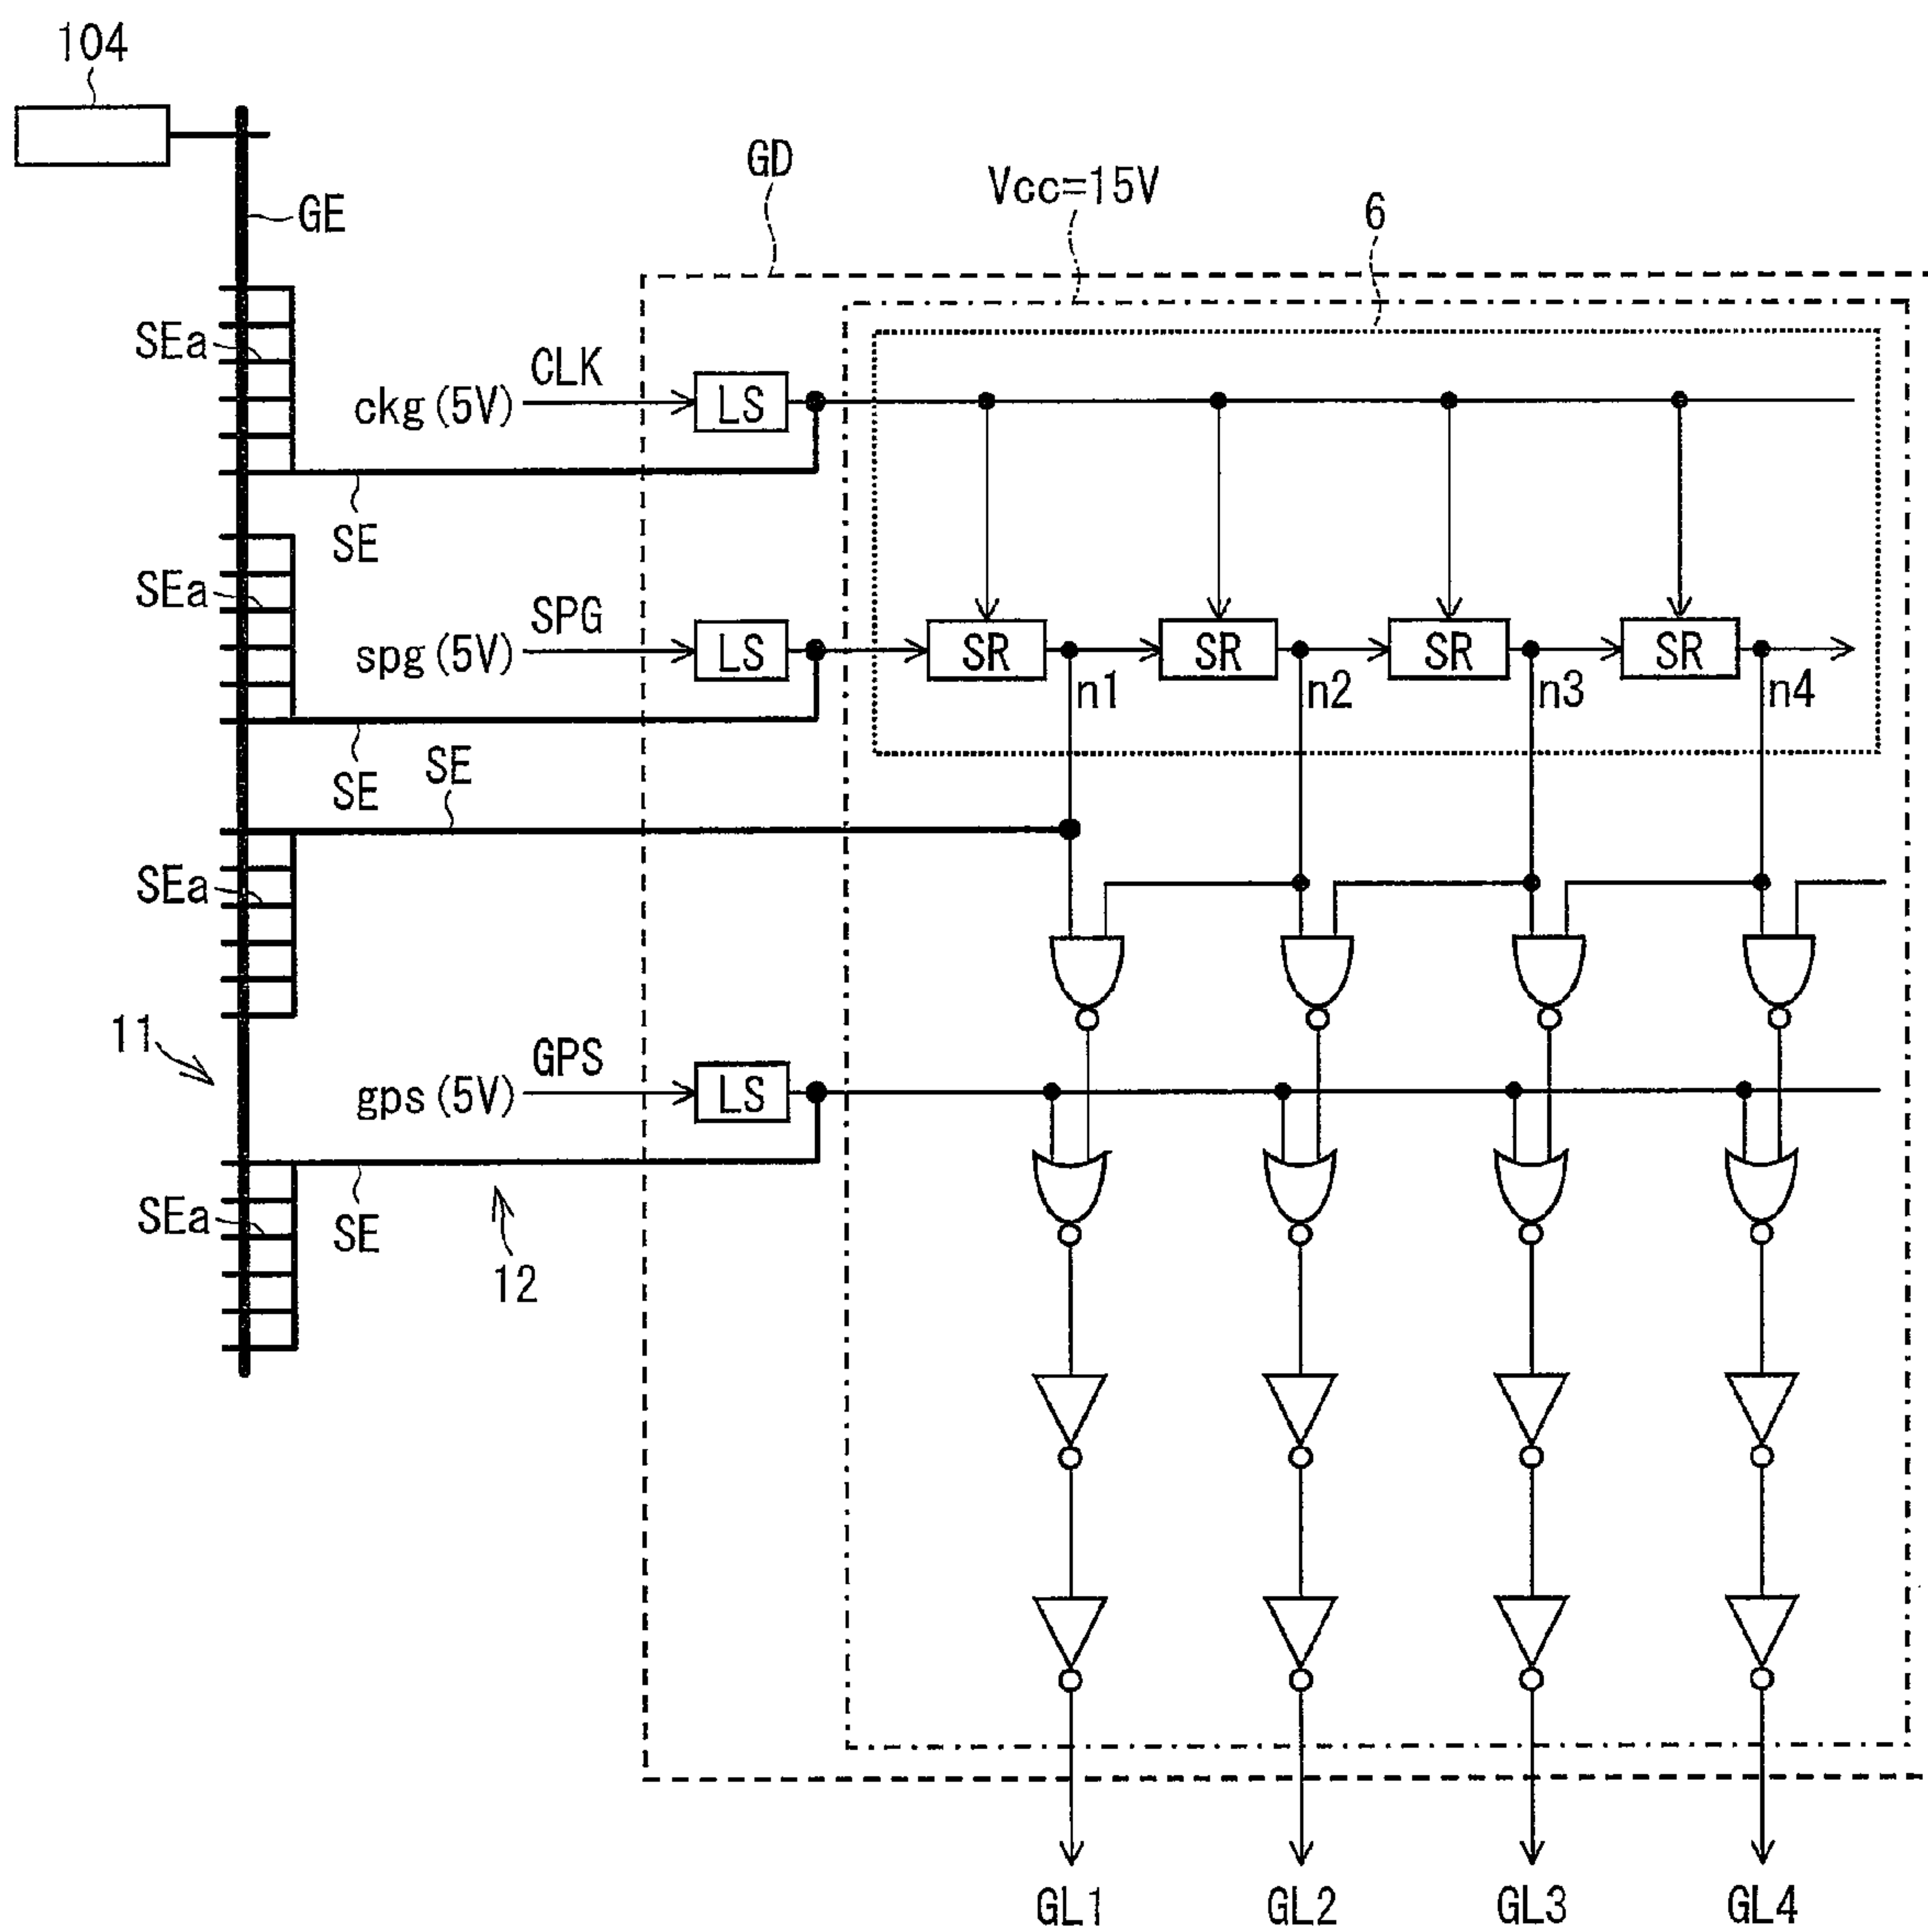 104
GE
GD
Vcc=15V
6
SEa
ckg(5V)
CLK
LS
SE
SEa
spg(5V)
SPG
LS
SR
SR
SR
SR
n1
n2
n3
n4
SE
SE
SEa
11
gps(5V)
GPS
LS
SEa
SE
12
GL1
GL2
GL3
GL4